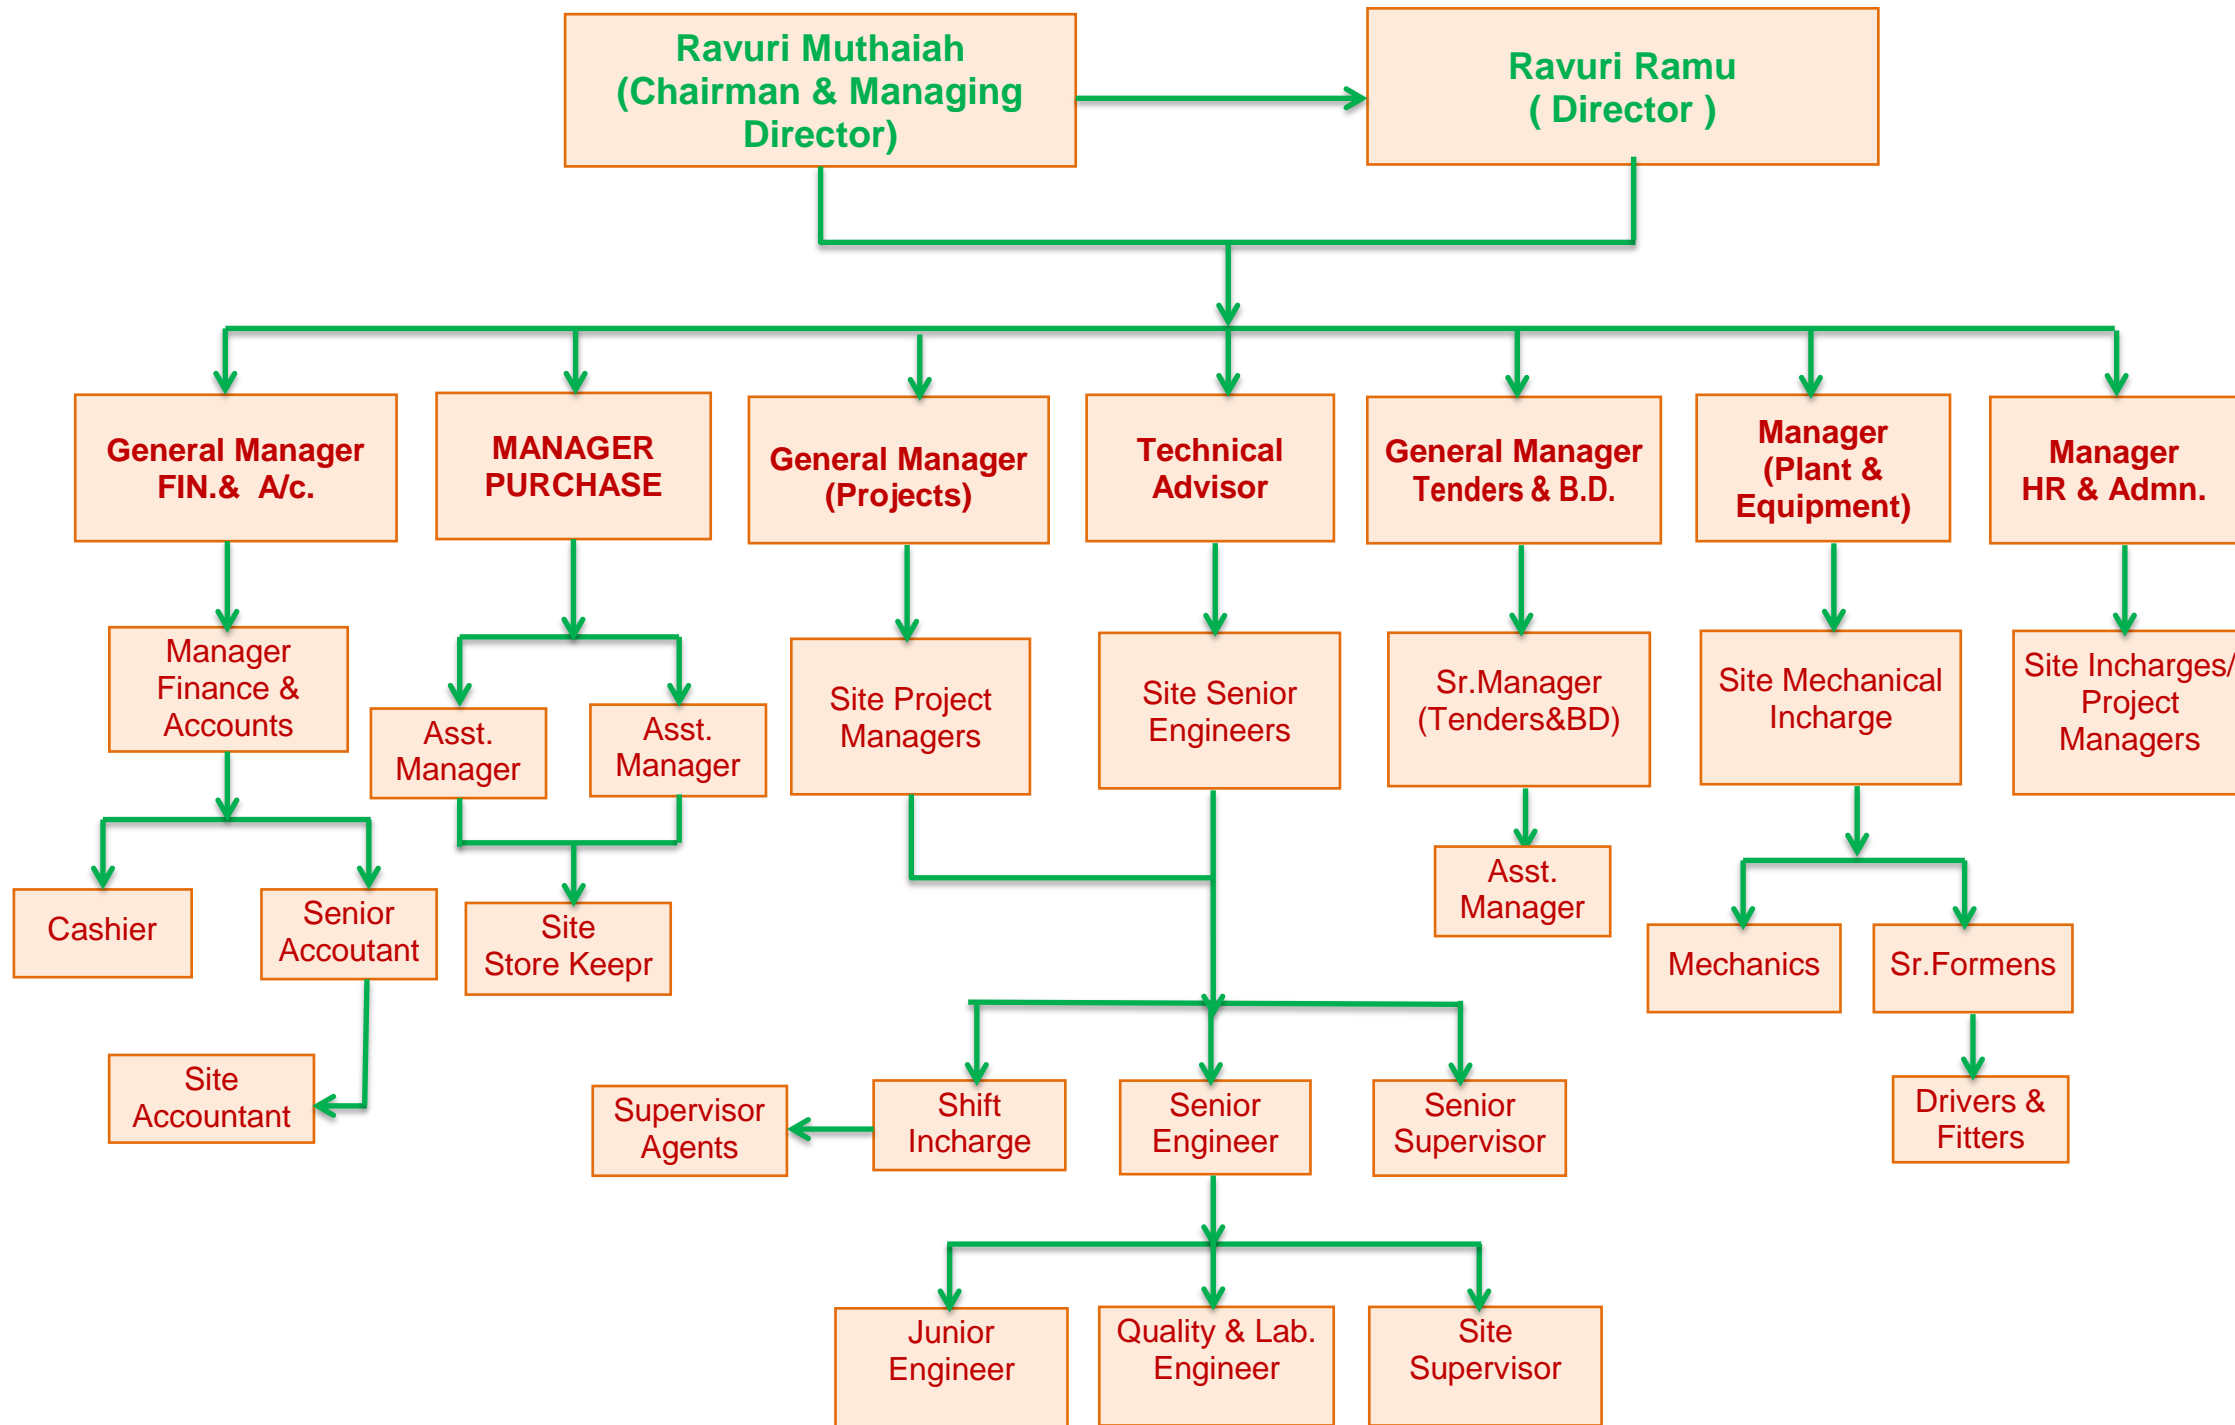 Ravuri Muthaiah
(Chairman & Managing
Director)
Ravuri Ramu
( Director )
General Manager
FIN.& A/c.
MANAGER
PURCHASE
General Manager
(Projects)
Technical
Advisor
General Manager
Tenders & B.D.
Manager
(Plant &
Equipment)
Manager
HR & Admn.
Manager
Finance &
Accounts
Asst.
Manager
Asst.
Manager
Site Project
Managers
Site Senior
Engineers
Sr.Manager
(Tenders&BD)
Site Mechanical
Incharge
Site Incharges/
Project
Managers
Cashier
Senior
Accoutant
Site
Store Keepr
Asst.
Manager
Mechanics
Sr.Formens
Site
Accountant
Supervisor
Agents
Shift
Incharge
Senior
Engineer
Senior
Supervisor
Drivers &
Fitters
Junior
Engineer
Quality & Lab.
Engineer
Site
Supervisor